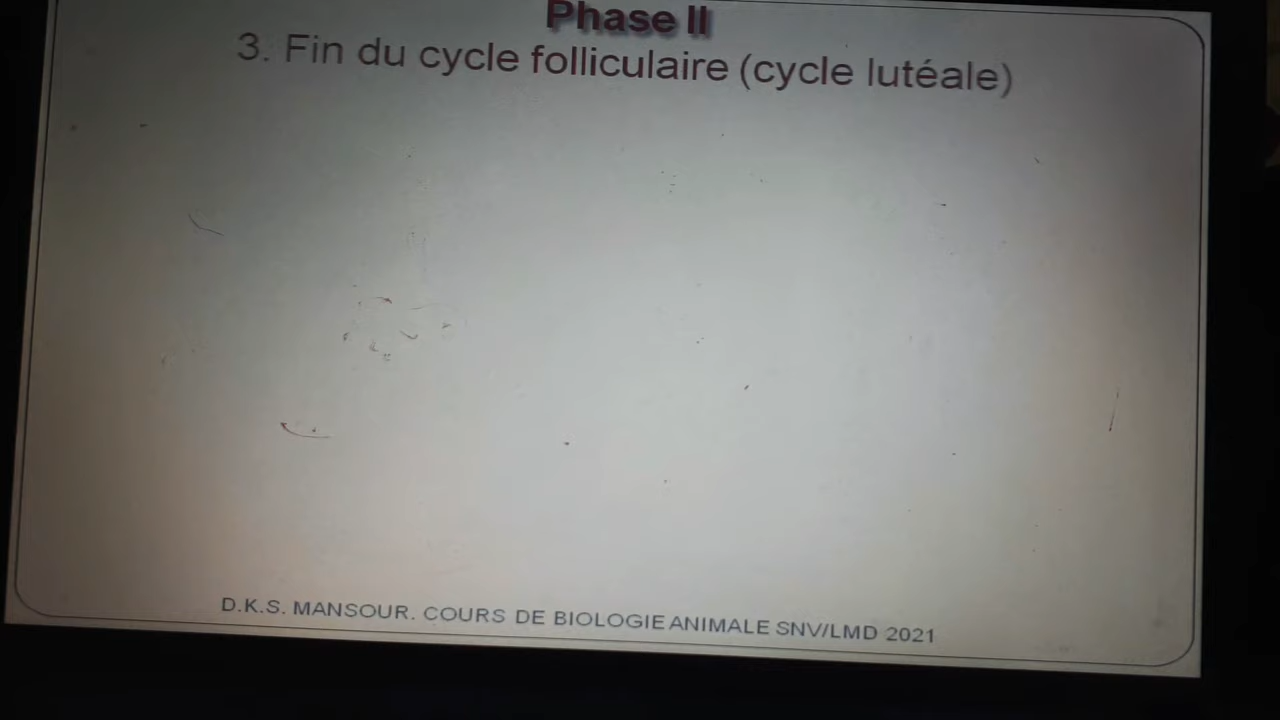 Phase II
3. Fin du cycle folliculaire (cycle lutéale)
D.K.S. MANSOUR. COURS DE BIOLOGIE ANIMALE SNV/LMD 2021